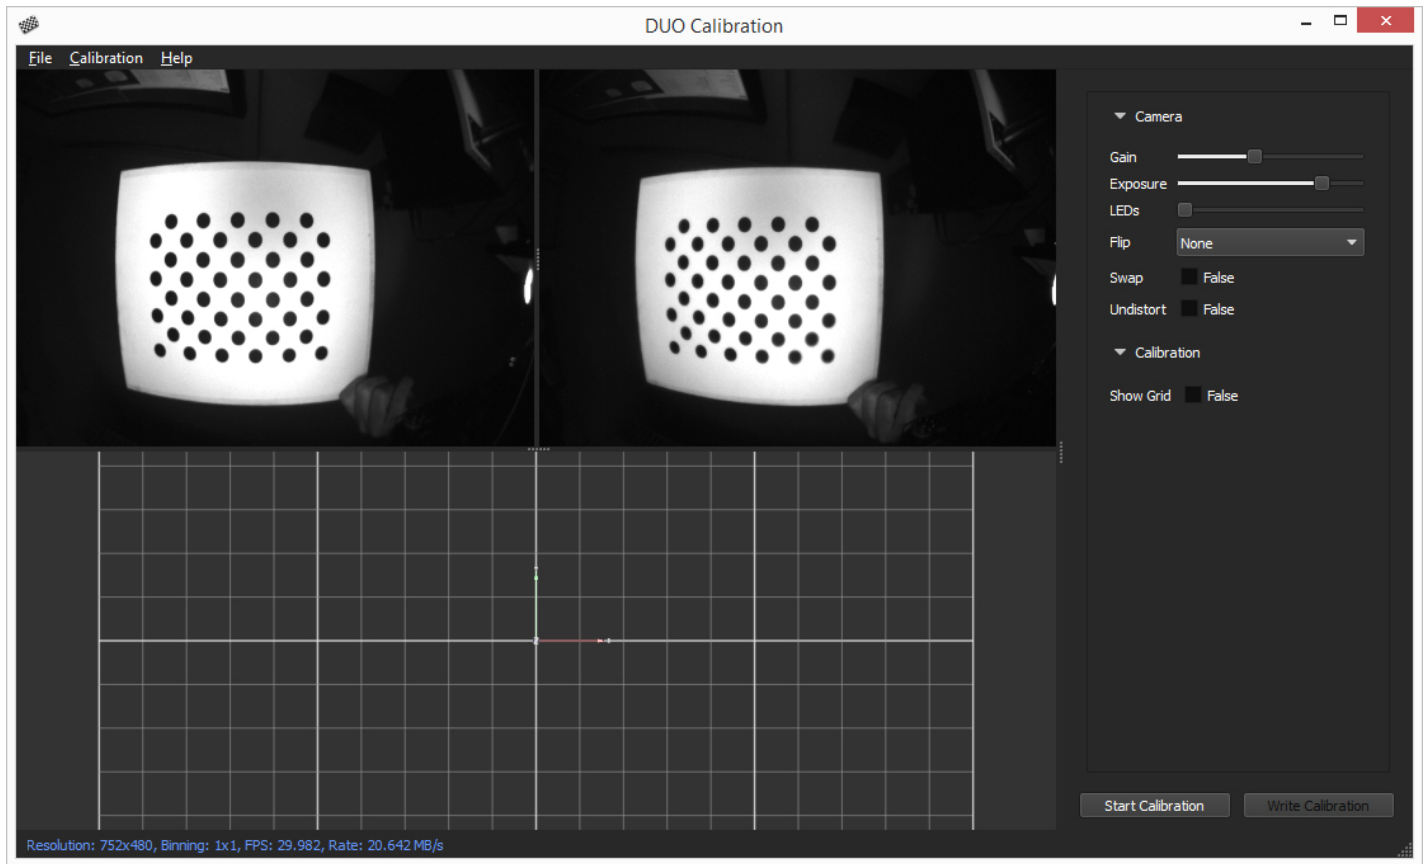 DUO Calibration
File Calibration Help
Camera
Gain
Exposure
LEDs
Flip None
Swap False
Undistort False
Calibration
Show Grid False
Start Calibration Write Calibration
Resolution: 752x480, Binning: 1x1, FPS: 29.982, Rate: 20.642 MB/s